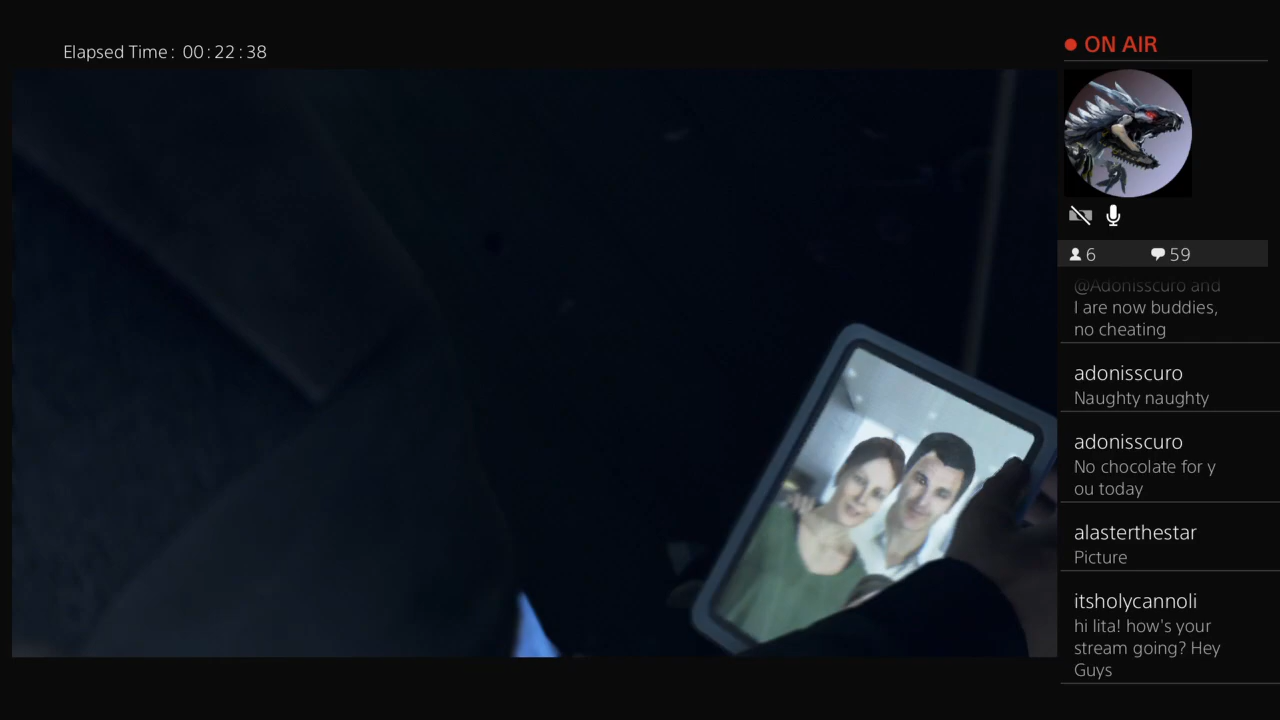 Elapsed Time: 00:22:38
ON AIR
6 59
@Adonisscuro and
I are now buddies,
no cheating
adonisscuro
Naughty naughty
adonisscuro
No chocolate for y
ou today
alasterthestar
Picture
itsholycannoli
hi lita! how's your
stream going? Hey
Guys